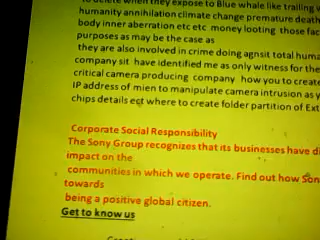 to delete when they expose to Blue whale like trailing v
humanity annihilation climate change premature death
body inner aberration etc etc money looting those fac
purposes as may be the case as
they are also involved in crime doing agnsit total huma
company sit have identified me as only witness for the
critical camera producing company how you to create
IP address of mien to manipulate camera intrusion as y
chips details ect where to create folder partition of Ext
Corporate Social Responsibility
The Sony Group recognizes that its businesses have di
impact on the
communities in which we operate. Find out how Son
towards
being a positive global citizen.
Get to know us